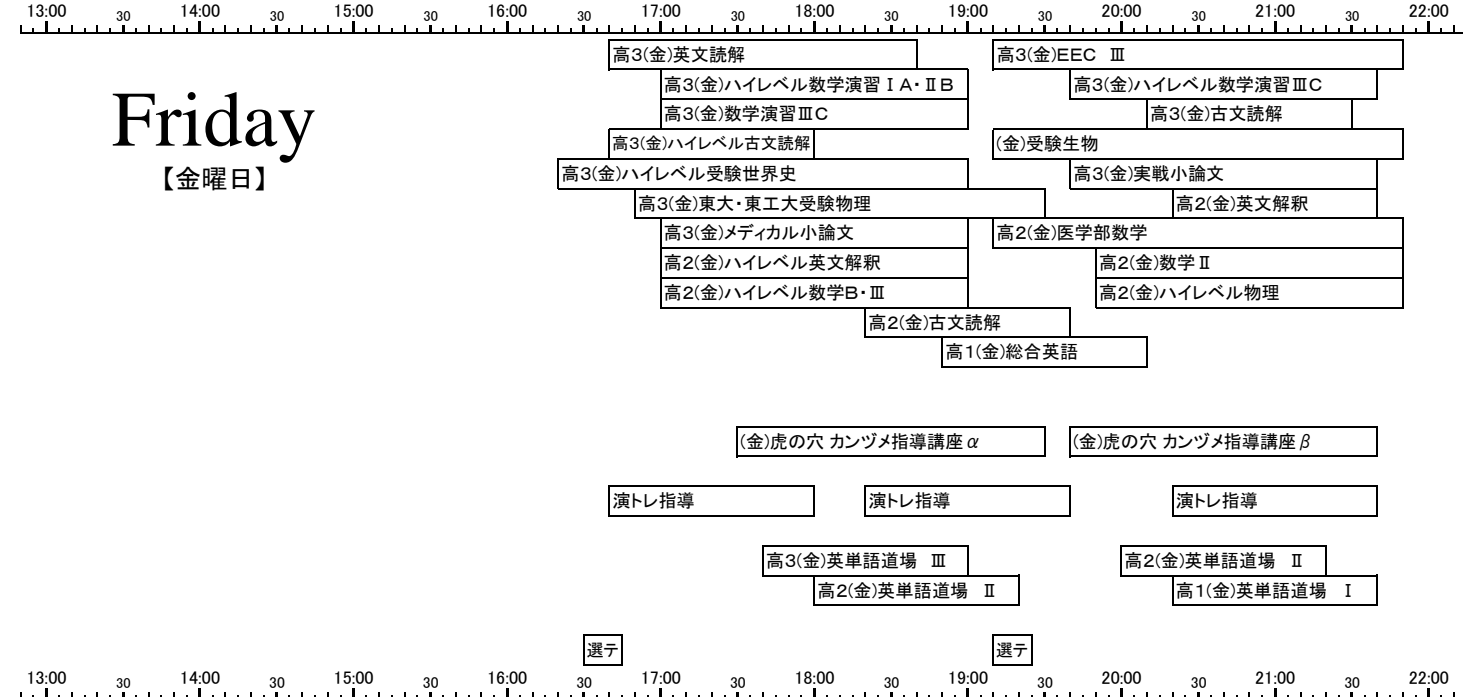 13:00 30 14:00 30 15:00 30 16:00 30 17:00 30 18:00 30 19:00 30 20:00 30 21:00 30 22:00
高3(金)英文読解 高3(金)EEC Ⅲ
高3(金)ハイレベル数学演習ⅠA・ⅡB 高3(金)ハイレベル数学演習ⅢC
高3(金)数学演習ⅢC 高3(金)古文読解
Friday
高3(金)ハイレベル古文読解 (金)受験生物
【金曜日】
高3(金)ハイレベル受験世界史 高3(金)実戦小論文
高3(金)東大・東工大受験物理 高2(金)英文解釈
高3(金)メディカル小論文 高2(金)医学部数学
高2(金)ハイレベル英文解釈 高2(金)数学Ⅱ
高2(金)ハイレベル数学B・Ⅲ 高2(金)ハイレベル物理
高2(金)古文読解
高1(金)総合英語
(金)虎の穴 カンヅメ指導講座α (金)虎の穴 カンヅメ指導講座β
演トレ指導 演トレ指導 演トレ指導
高3(金)英単語道場 Ⅲ 高2(金)英単語道場 Ⅱ
高2(金)英単語道場 Ⅱ 高1(金)英単語道場 Ⅰ
選テ 選テ
13:00 30 14:00 30 15:00 30 16:00 30 17:00 30 18:00 30 19:00 30 20:00 30 21:00 30 22:00